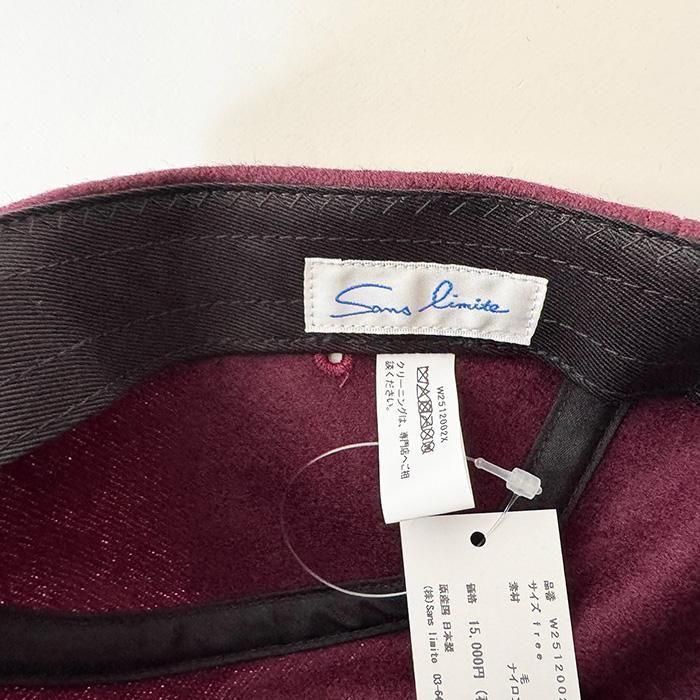 Sans limite
W2512002X
クリーニングは、専門店へご相
談ください。
品番 W2512002
サイズ free
素材 毛
ナイロン
価格 15,000円
原産国 日本製
(株)Sans limite 03-64